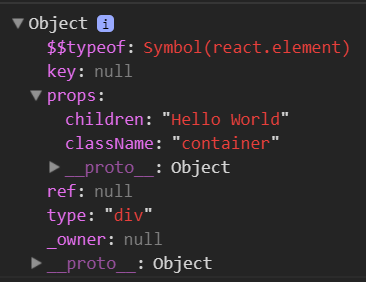 ▼Object i
$$typeof: Symbol(react.element)
key: null
▼props:
children: "Hello World"
className: "container"
▶__proto__: Object
ref: null
type: "div"
_owner: null
▶__proto__: Object